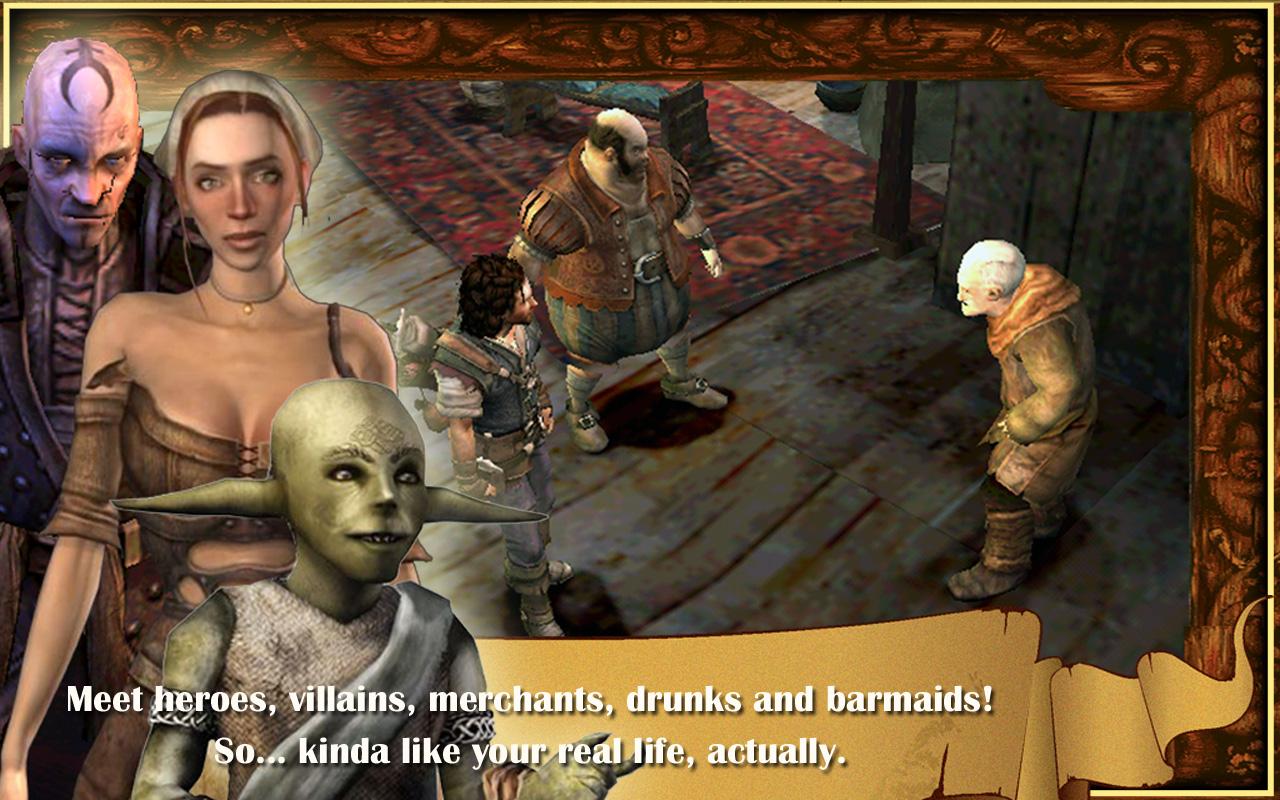 Meet heroes, villains, merchants, drunks and barmaids!
So... kinda like your real life, actually.